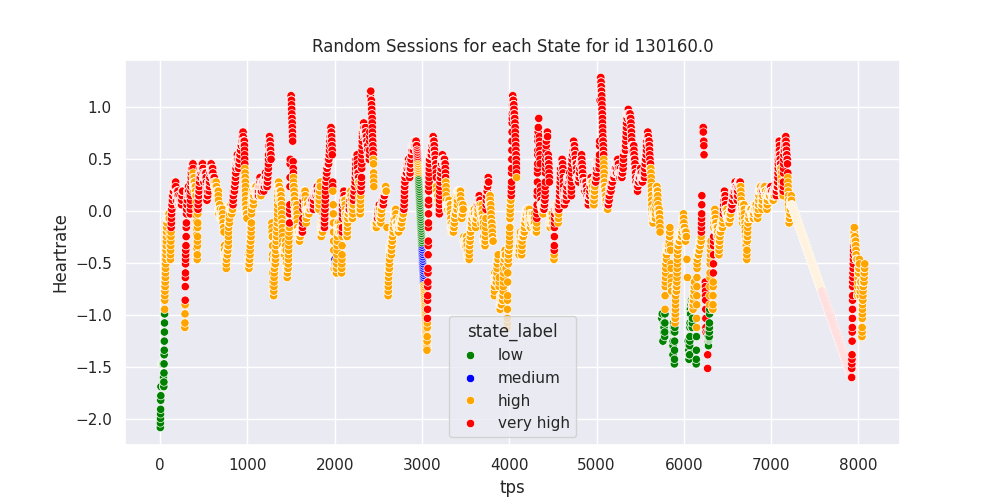 Random Sessions for each State for id 130160.0
Heartrate
1.0
0.5
0.0
−0.5
−1.0
−1.5
−2.0
state_label
low
medium
high
very high
0 1000 2000 3000 4000 5000 6000 7000 8000
tps